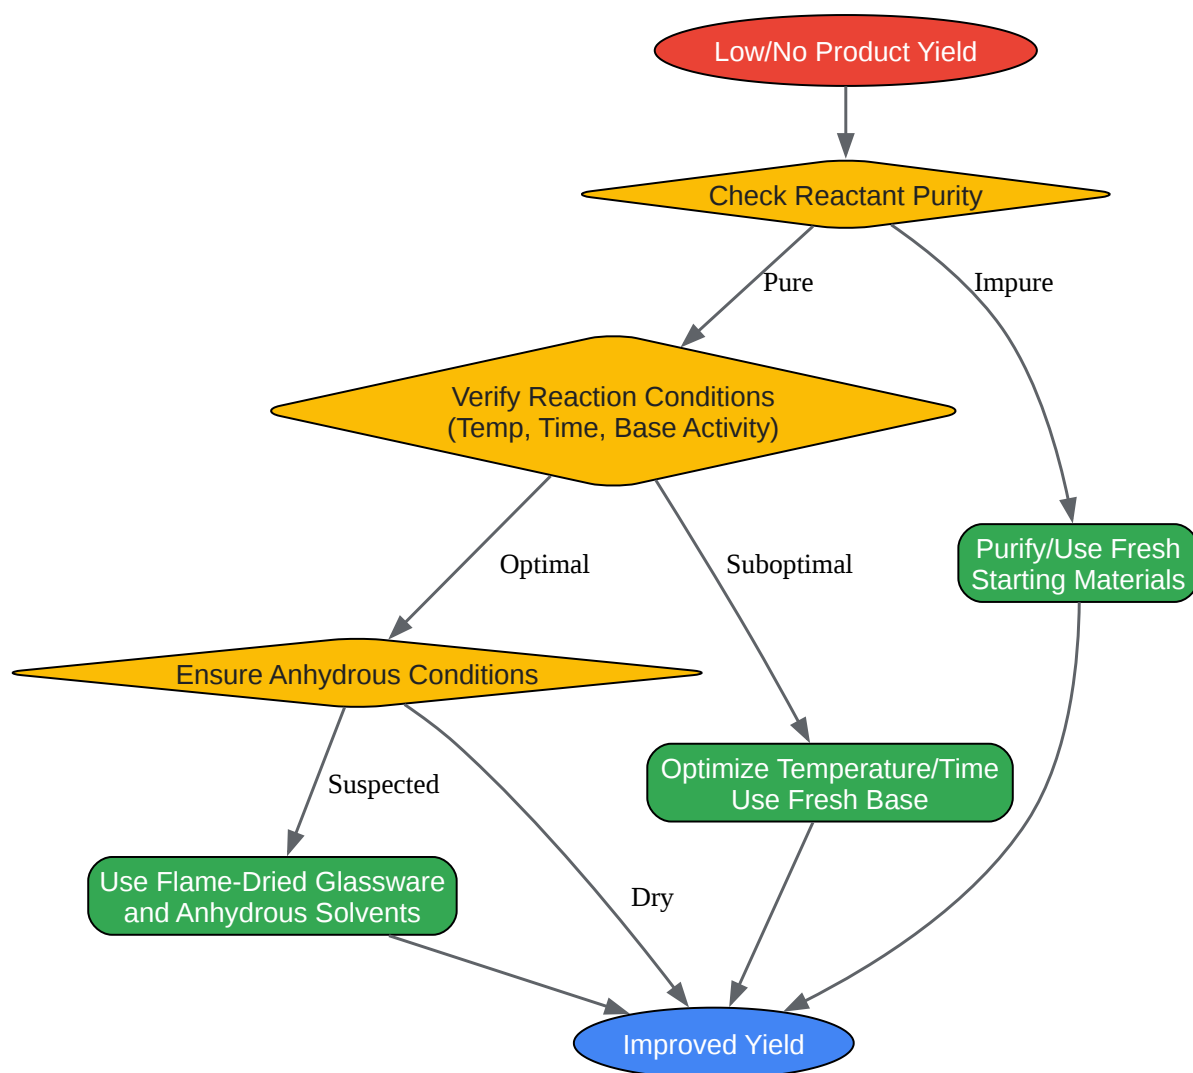 Low/No Product Yield
Check Reactant Purity
Pure
Impure
Verify Reaction Conditions
(Temp, Time, Base Activity)
Optimal
Suboptimal
Purify/Use Fresh
Starting Materials
Ensure Anhydrous Conditions
Suspected
Optimize Temperature/Time
Use Fresh Base
Use Flame-Dried Glassware
and Anhydrous Solvents
Dry
Improved Yield